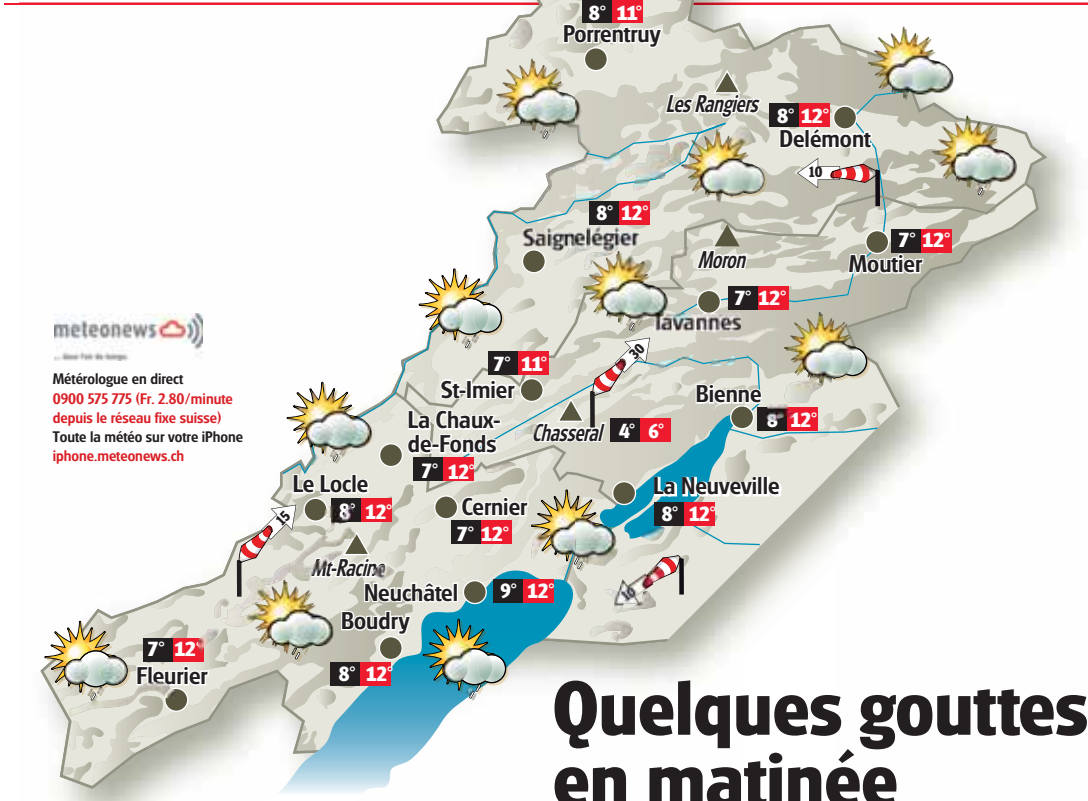 8° 11°
Porrentruy
Les Rangiers
8° 12°
Delémont
10
8° 12°
Saignelégier
Moron
7° 12°
Moutier
7° 12°
Tavannes
meteonews
Météorologue en direct
0900 575 775 (Fr. 2.80/minute
depuis le réseau fixe suisse)
Toute la météo sur votre iPhone
iphone.meteonews.ch
30
7° 11°
St-Imier
Bienne
8° 12°
Chasseral 4° 6°
La Chaux-
de-Fonds
7° 12°
Le Locle
8° 12°
15
La Neuveville
8° 12°
Cernier
7° 12°
Mt-Racine
10
Neuchâtel 9° 12°
Boudry
8° 12°
7° 12°
Fleurier
Quelques gouttes
en matinée